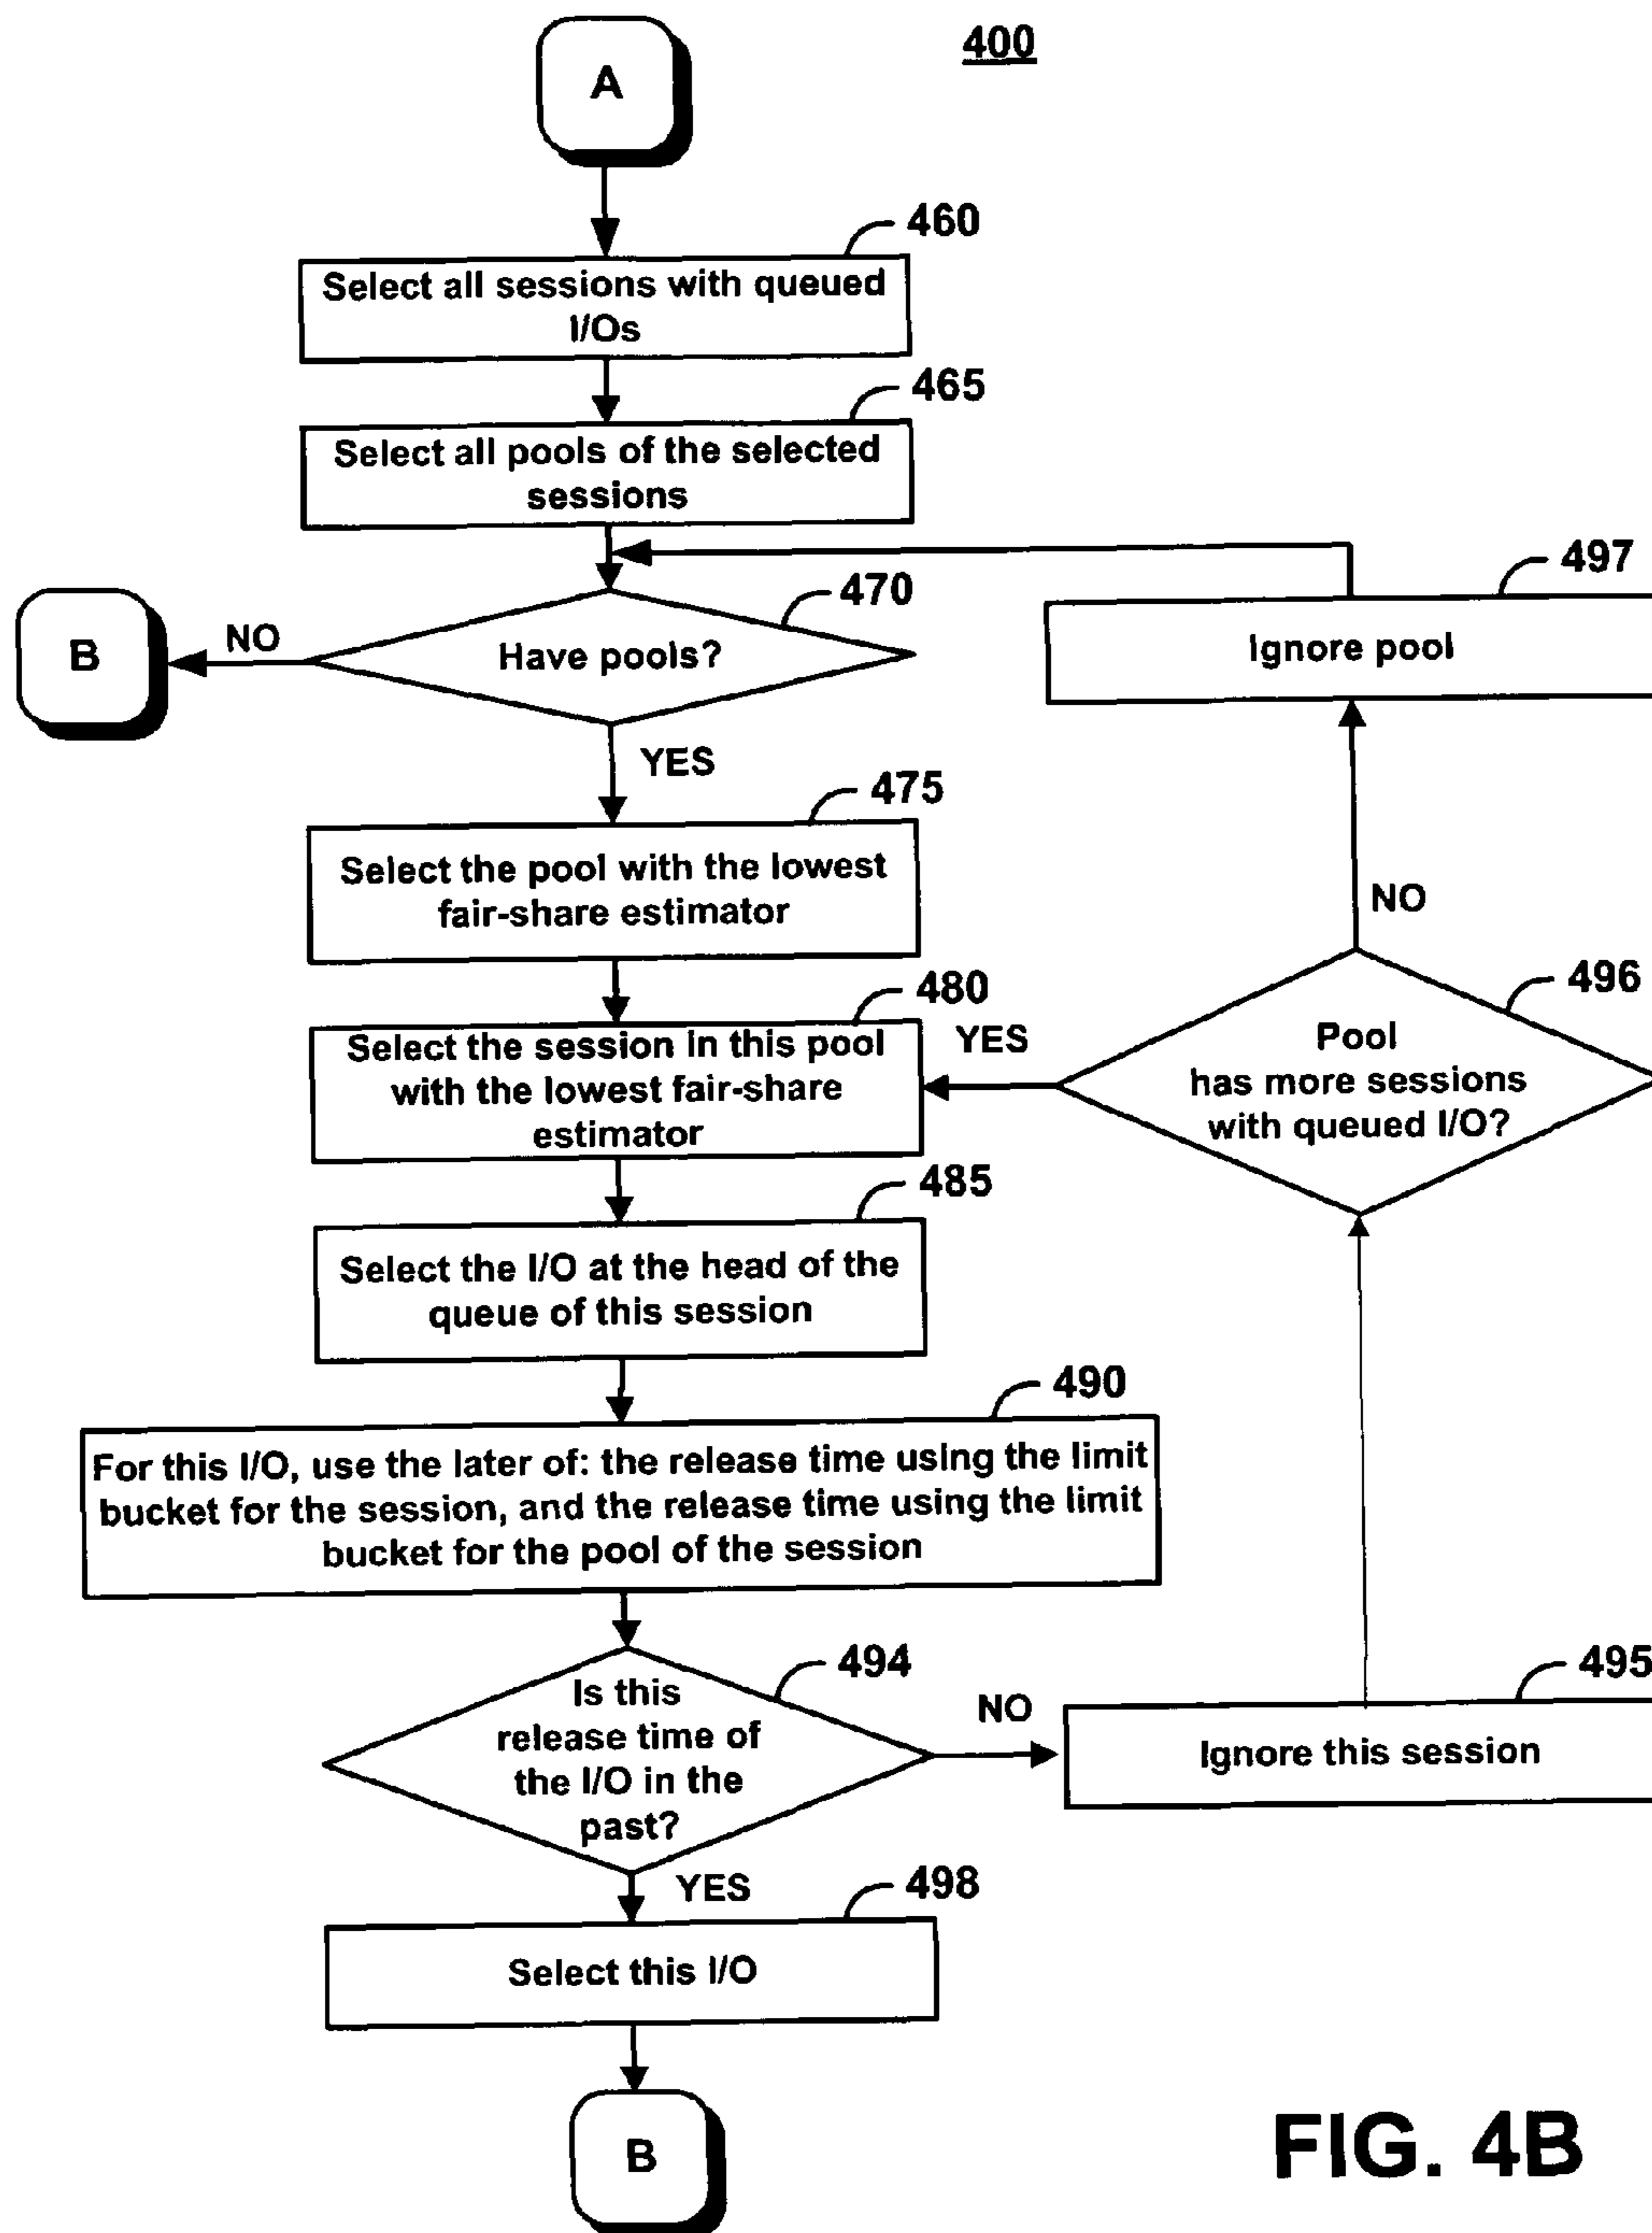 400
A
460
Select all sessions with queued
I/Os
465
Select all pools of the selected
sessions
497
Ignore pool
470
Have pools?
NO
B
YES
475
Select the pool with the lowest
fair-share estimator
NO
496
Pool
has more sessions
with queued I/O?
YES
480
Select the session in this pool
with the lowest fair-share
estimator
485
Select the I/O at the head of the
queue of this session
490
For this I/O, use the later of: the release time using the limit
bucket for the session, and the release time using the limit
bucket for the pool of the session
494
Is this
release time of
the I/O in the
past?
NO
495
Ignore this session
YES
498
Select this I/O
B
FIG. 4B